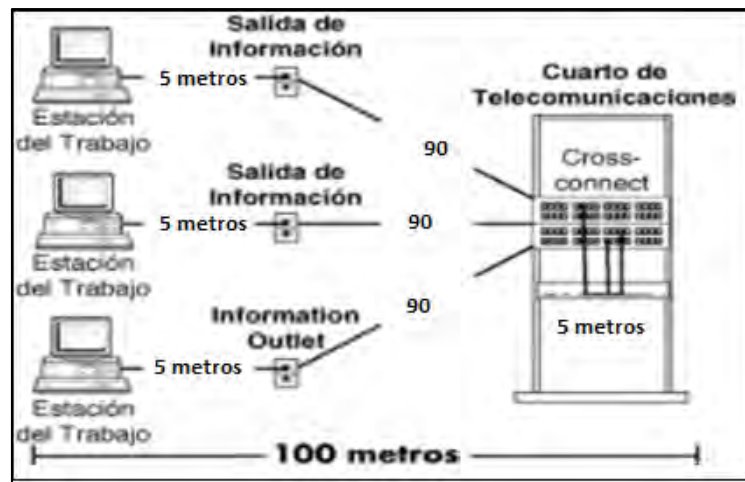 Salida de
Información
5 metros
Estación
del Trabajo
Cuarto de
Telecomunicaciones
90
Cross-
connect
Salida de
Información
5 metros
90
Estación
del Trabajo
90
Information
Outlet
5 metros
5 metros
Estación
del Trabajo
100 metros